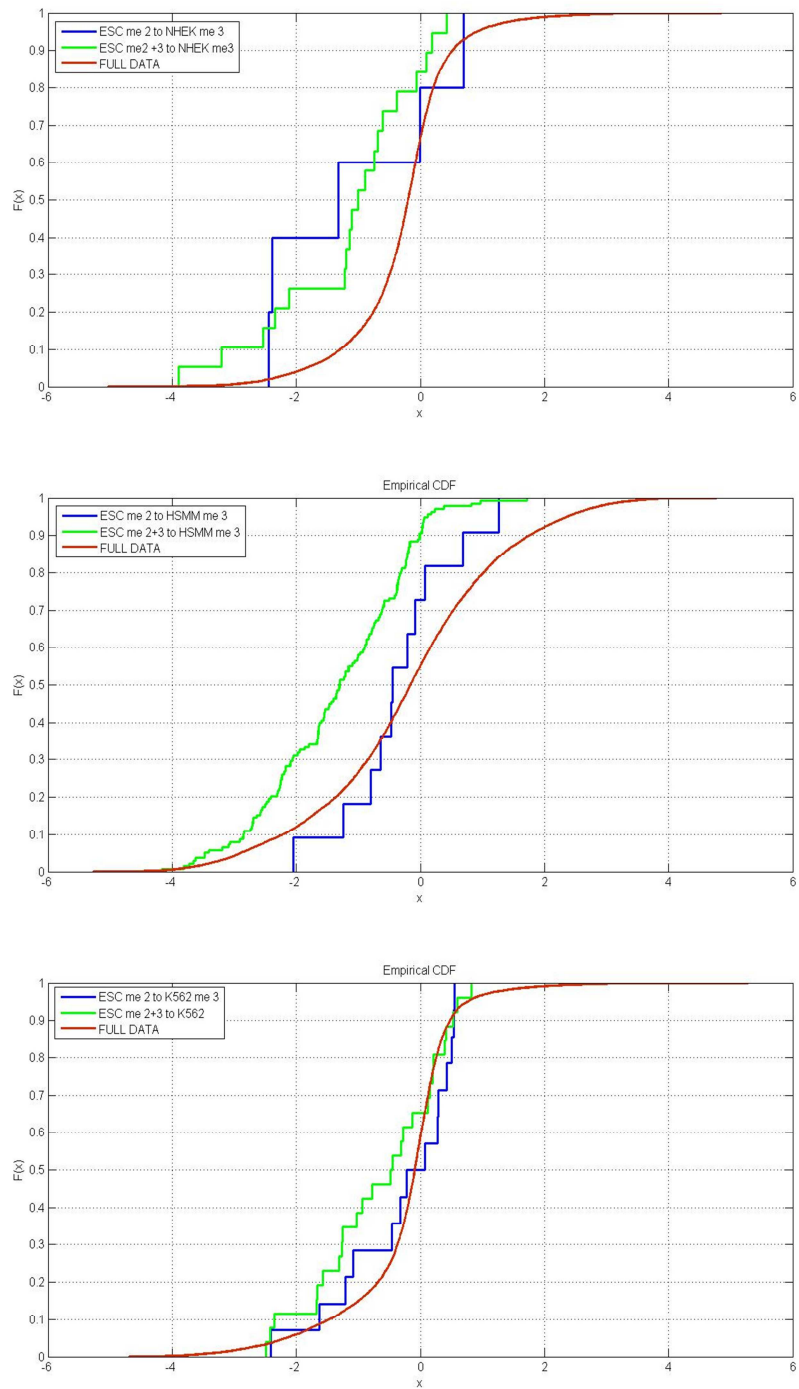 ESC me 2 to NHEK me 3
ESC me2 +3 to NHEK me3
FULL DATA
F(x)
1
0.9
0.8
0.7
0.6
0.5
0.4
0.3
0.2
0.1
0
-6 -4 -2 0 2 4 6
x
Empirical CDF
ESC me 2 to HSMM me 3
ESC me 2+3 to HSMM me 3
FULL DATA
F(x)
1
0.9
0.8
0.7
0.6
0.5
0.4
0.3
0.2
0.1
0
-6 -4 -2 0 2 4 6
x
Empirical CDF
ESC me 2 to K562 me 3
ESC me 2+3 to K562
FULL DATA
F(x)
1
0.9
0.8
0.7
0.6
0.5
0.4
0.3
0.2
0.1
0
-6 -4 -2 0 2 4 6
x